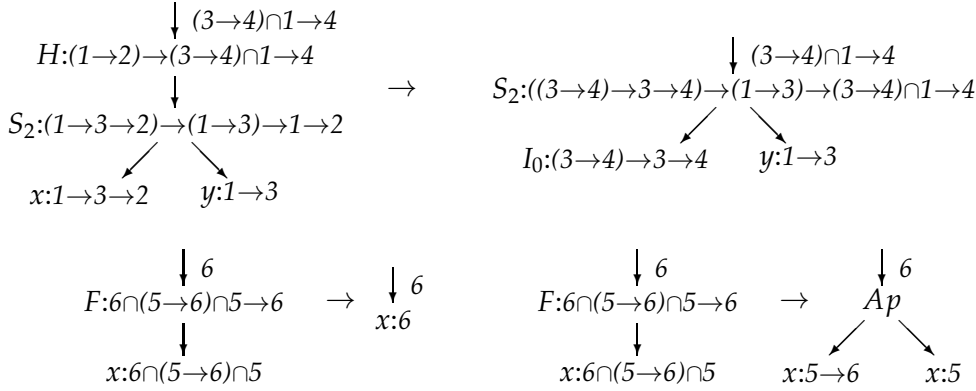 (3→4)∩1→4
H:(1→2)→(3→4)∩1→4
S₂:(1→3→2)→(1→3)→1→2
x:1→3→2 y:1→3
→
(3→4)∩1→4
S₂:((3→4)→3→4)→(1→3)→(3→4)∩1→4
I₀:(3→4)→3→4 y:1→3
6
F:6∩(5→6)∩5→6
x:6∩(5→6)∩5
→
6
x:6
6
F:6∩(5→6)∩5→6
x:6∩(5→6)∩5
→
6
Ap
x:5→6 x:5